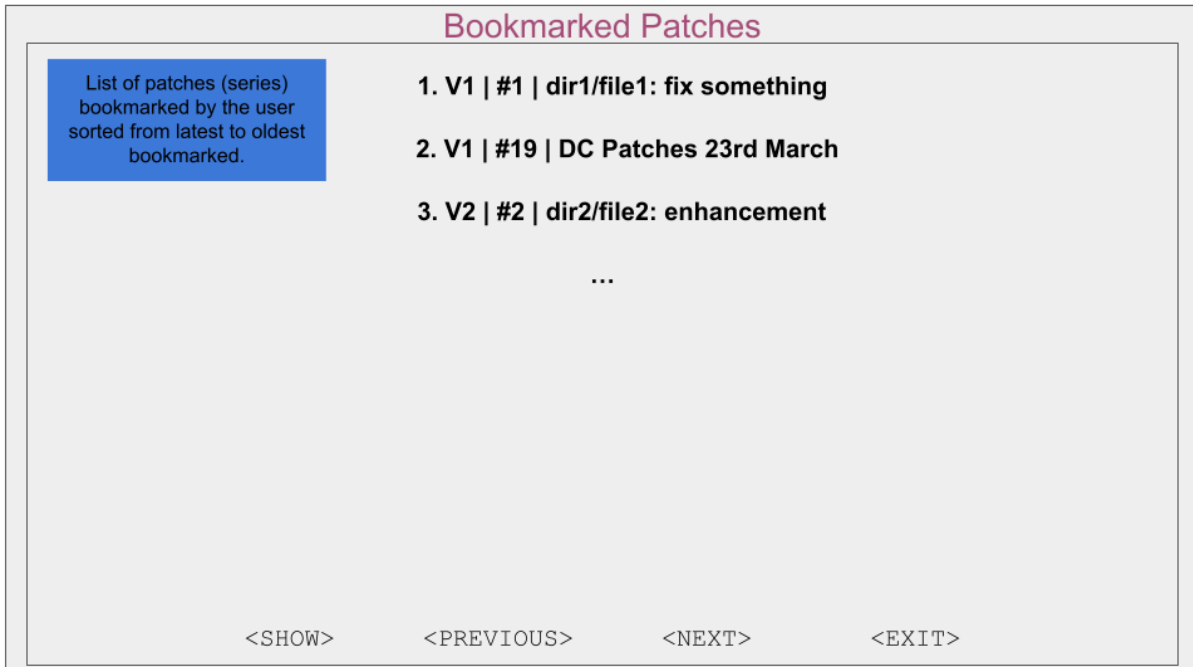 Bookmarked Patches
List of patches (series)
bookmarked by the user
sorted from latest to oldest
bookmarked.
1. V1 | #1 | dir1/file1: fix something
2. V1 | #19 | DC Patches 23rd March
3. V2 | #2 | dir2/file2: enhancement
...
<SHOW> <PREVIOUS> <NEXT> <EXIT>